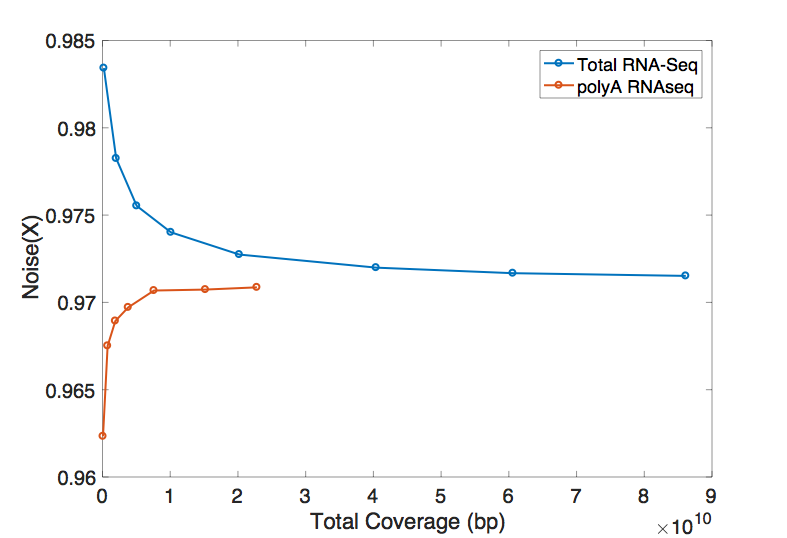 0.985
Total RNA-Seq
polyA RNAseq
0.98
0.975
0.97
0.965
0.96
Noise(X)
0 1 2 3 4 5 6 7 8 9
Total Coverage (bp)
×10^10